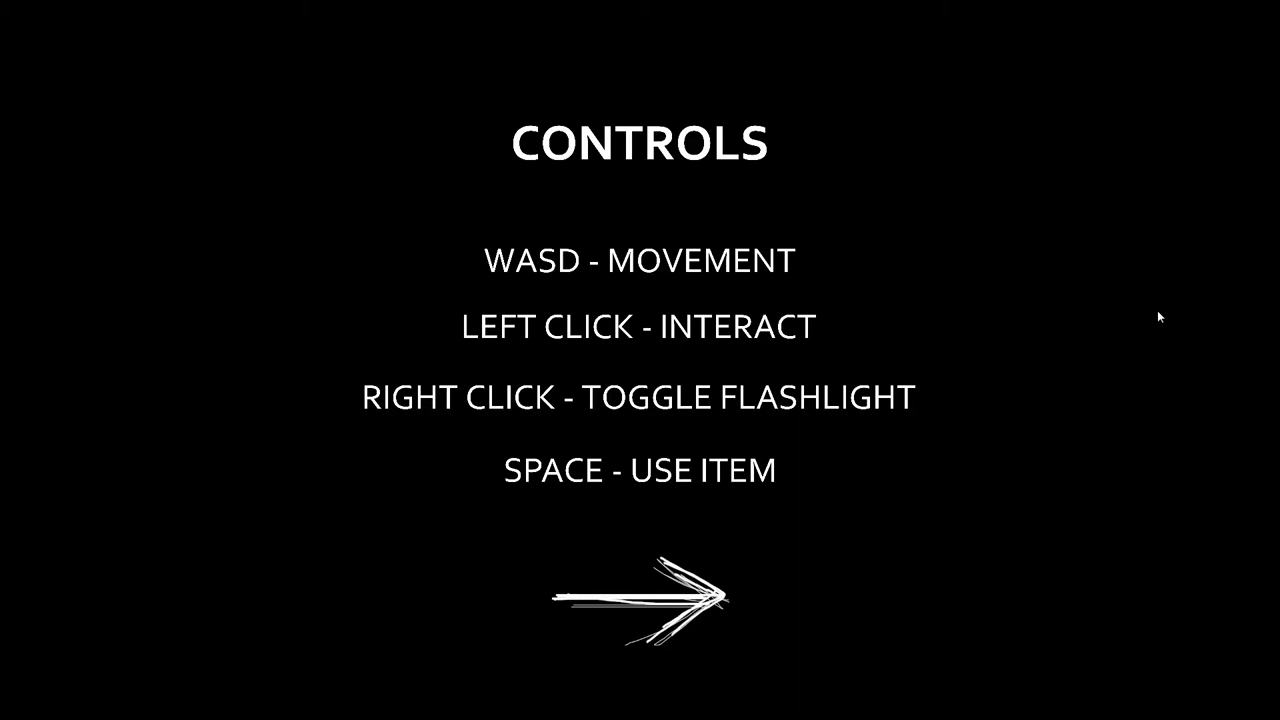 CONTROLS
WASD - MOVEMENT
LEFT CLICK - INTERACT
RIGHT CLICK - TOGGLE FLASHLIGHT
SPACE - USE ITEM